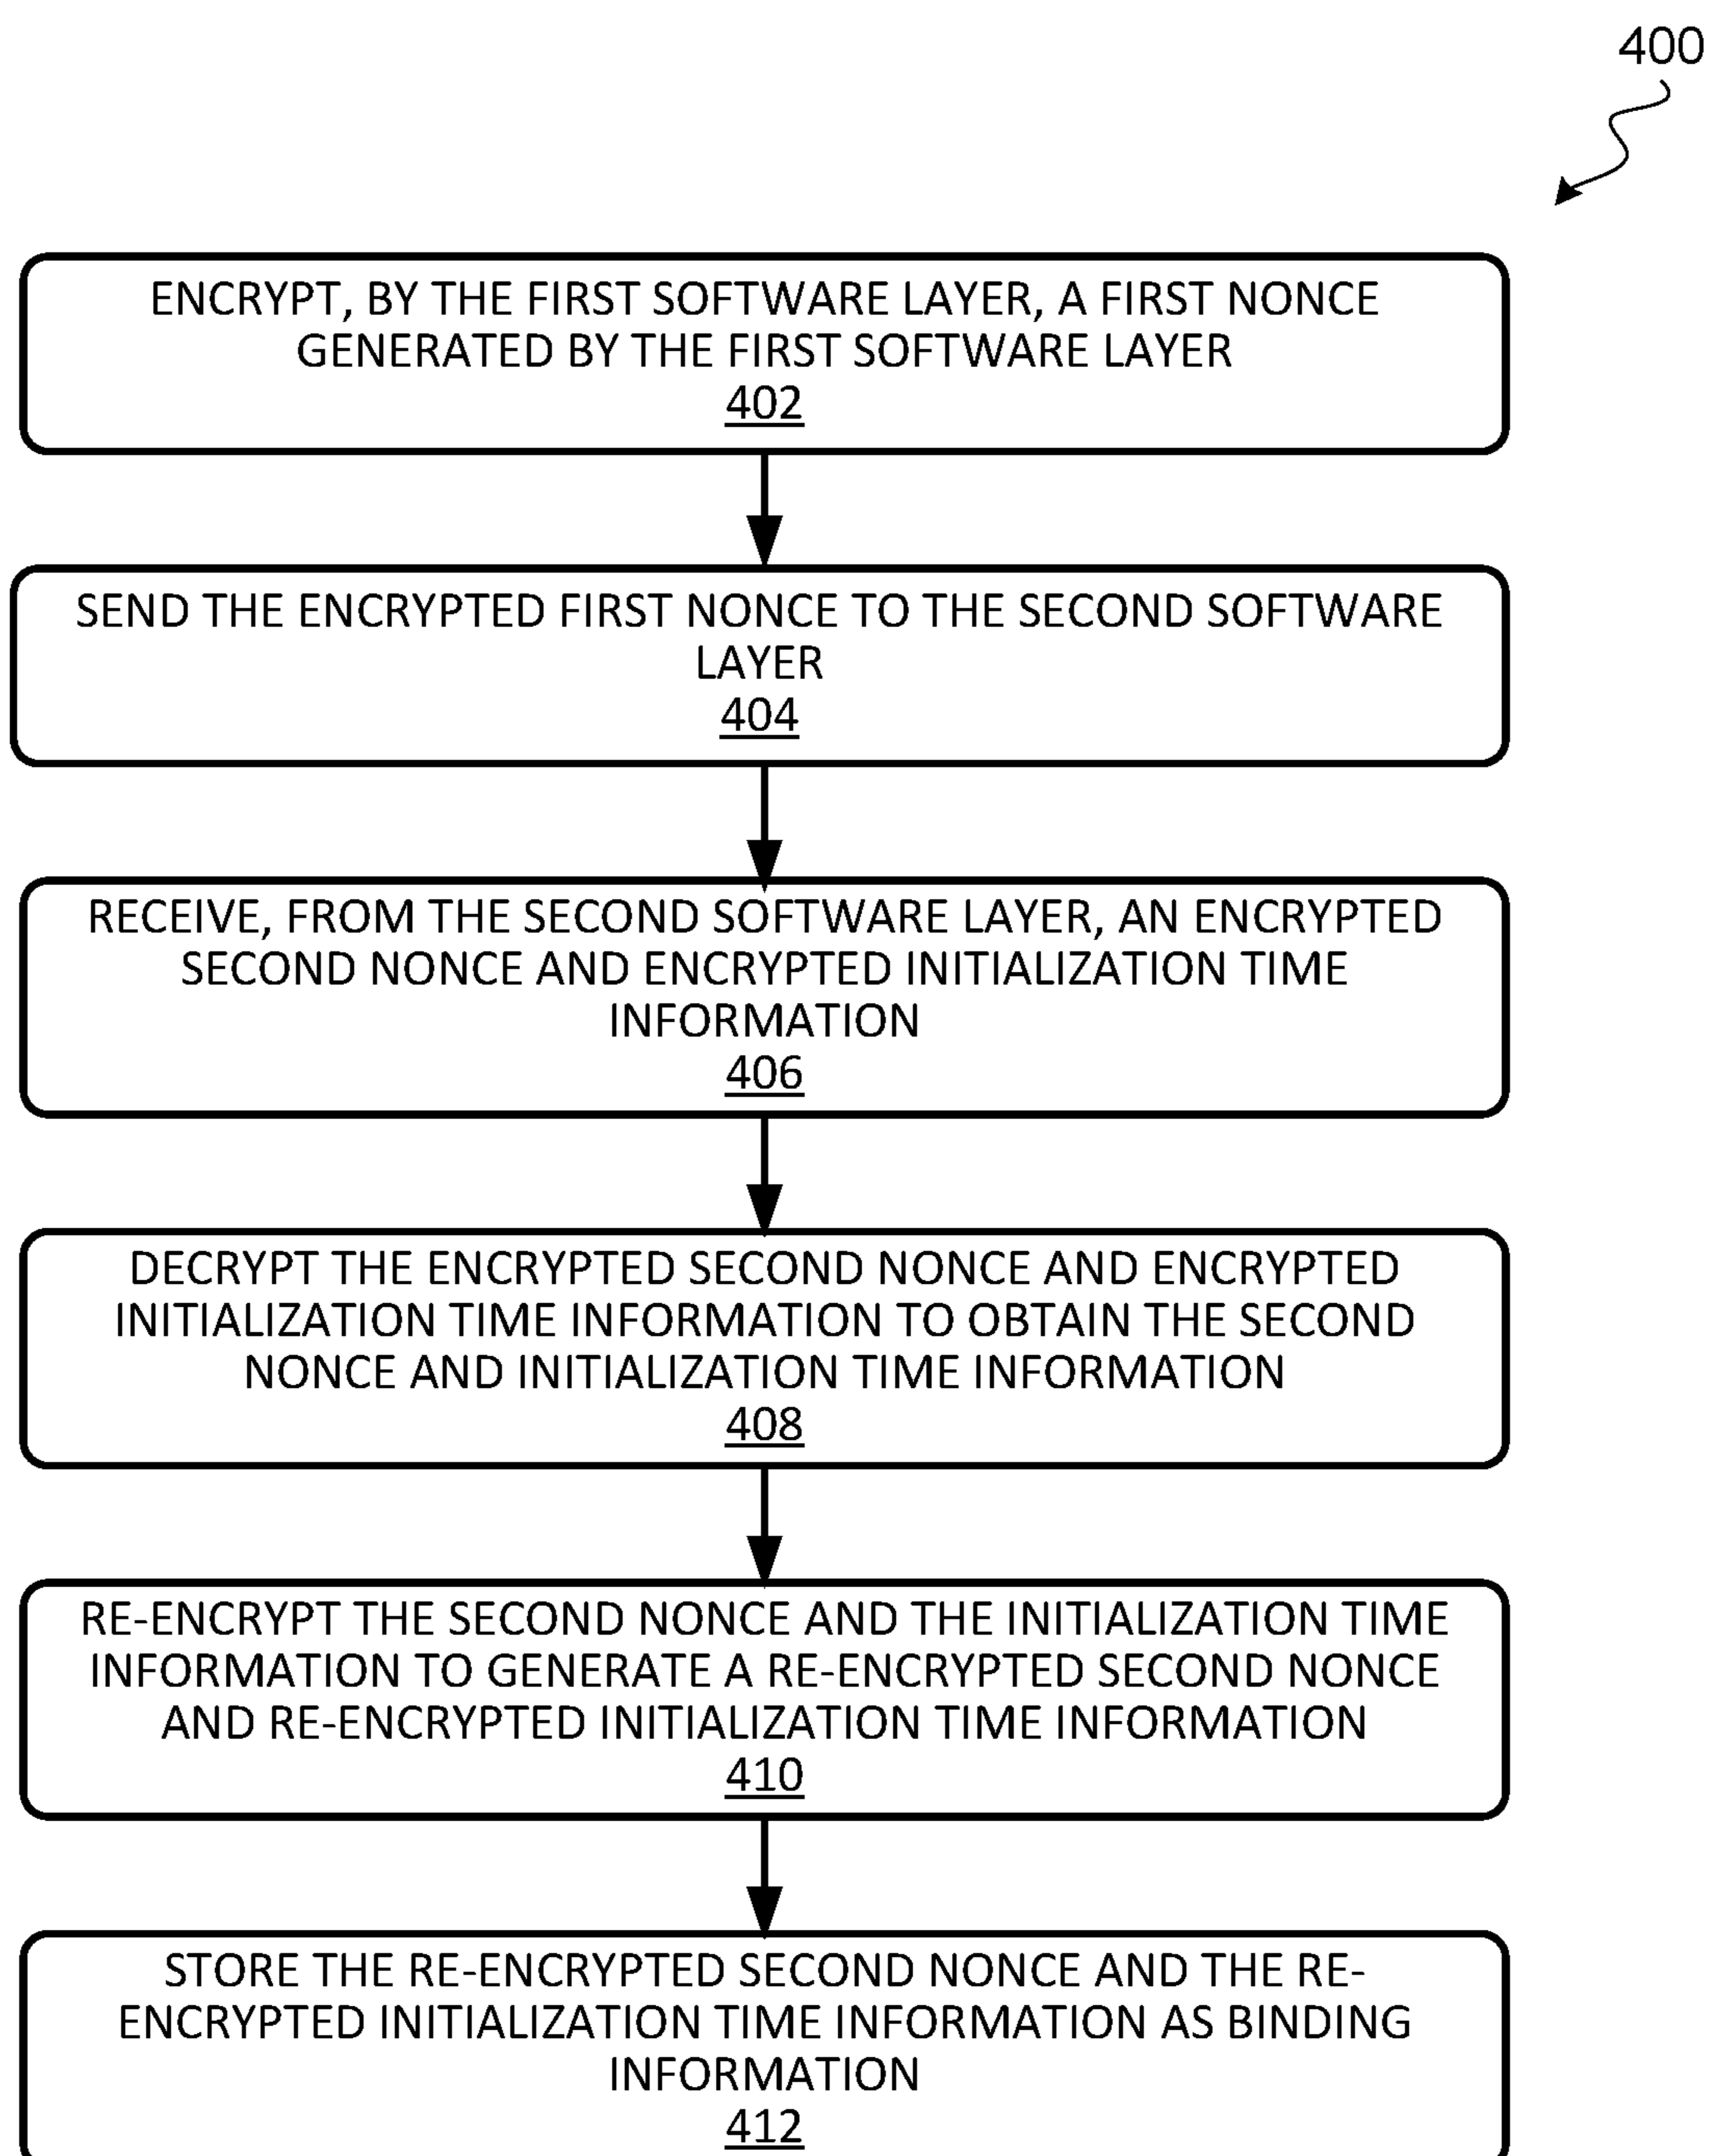 400
ENCRYPT, BY THE FIRST SOFTWARE LAYER, A FIRST NONCE
GENERATED BY THE FIRST SOFTWARE LAYER
402
SEND THE ENCRYPTED FIRST NONCE TO THE SECOND SOFTWARE
LAYER
404
RECEIVE, FROM THE SECOND SOFTWARE LAYER, AN ENCRYPTED
SECOND NONCE AND ENCRYPTED INITIALIZATION TIME
INFORMATION
406
DECRYPT THE ENCRYPTED SECOND NONCE AND ENCRYPTED
INITIALIZATION TIME INFORMATION TO OBTAIN THE SECOND
NONCE AND INITIALIZATION TIME INFORMATION
408
RE-ENCRYPT THE SECOND NONCE AND THE INITIALIZATION TIME
INFORMATION TO GENERATE A RE-ENCRYPTED SECOND NONCE
AND RE-ENCRYPTED INITIALIZATION TIME INFORMATION
410
STORE THE RE-ENCRYPTED SECOND NONCE AND THE RE-
ENCRYPTED INITIALIZATION TIME INFORMATION AS BINDING
INFORMATION
412